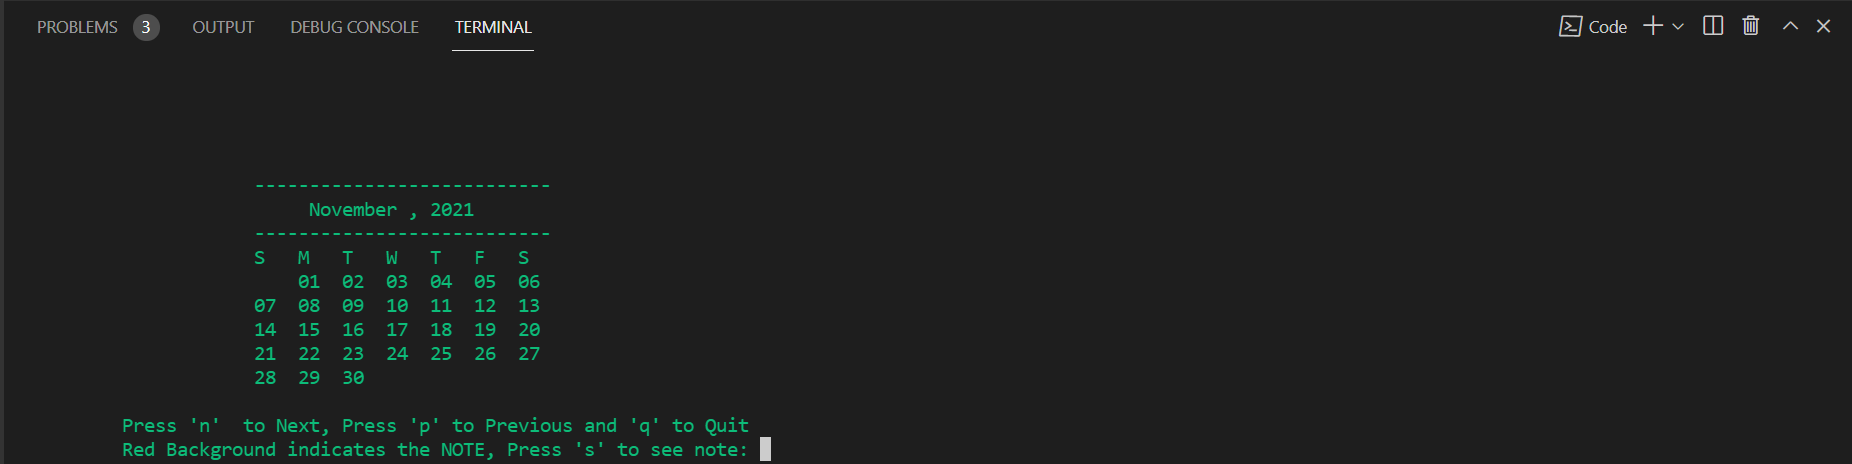 PROBLEMS 3 OUTPUT DEBUG CONSOLE TERMINAL Code
---------------------------
November , 2021
---------------------------
S M T W T F S
01 02 03 04 05 06
07 08 09 10 11 12 13
14 15 16 17 18 19 20
21 22 23 24 25 26 27
28 29 30
Press 'n'  to Next, Press 'p' to Previous and 'q' to Quit
Red Background indicates the NOTE, Press 's' to see note: